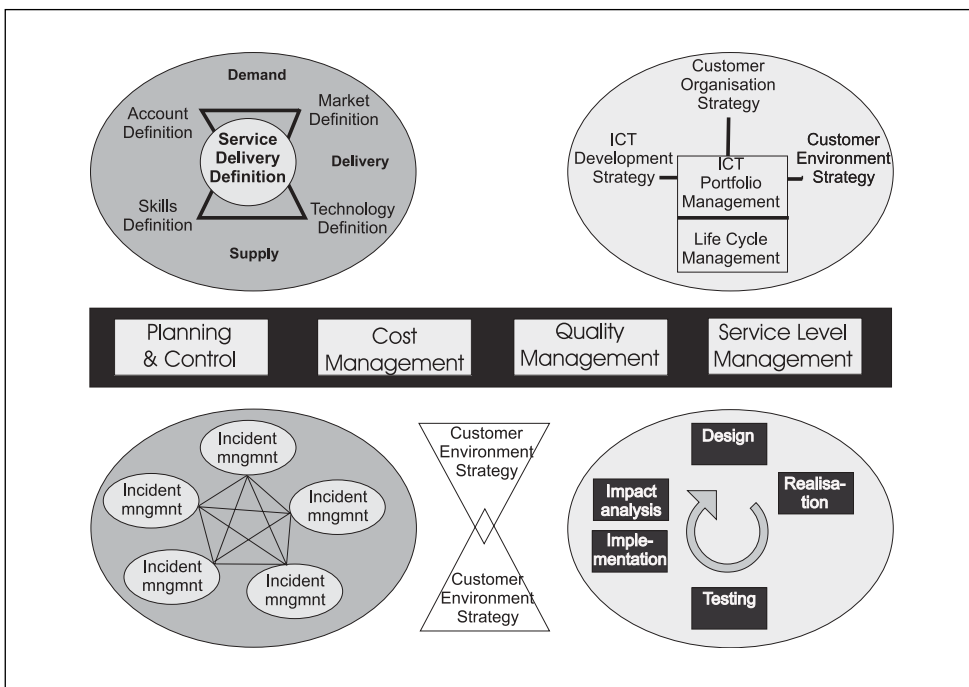 Demand
Account
Definition
Market
Definition
Service
Delivery
Definition
Delivery
Skills
Definition
Technology
Definition
Supply
Customer
Organisation
Strategy
ICT
Development
Strategy
ICT
Portfolio
Management
Customer
Environment
Strategy
Life Cycle
Management
Planning
& Control
Cost
Management
Quality
Management
Service Level
Management
Incident
mngmnt
Incident
mngmnt
Incident
mngmnt
Incident
mngmnt
Incident
mngmnt
Customer
Environment
Strategy
Customer
Environment
Strategy
Design
Realisa-
tion
Impact
analysis
Imple-
mentation
Testing